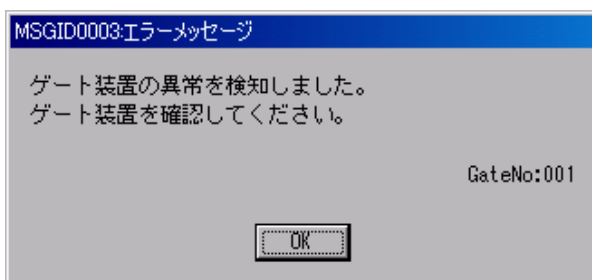 MSGID0003:エラーメッセージ
ゲート装置の異常を検知しました。
ゲート装置を確認してください。
GateNo:001
OK